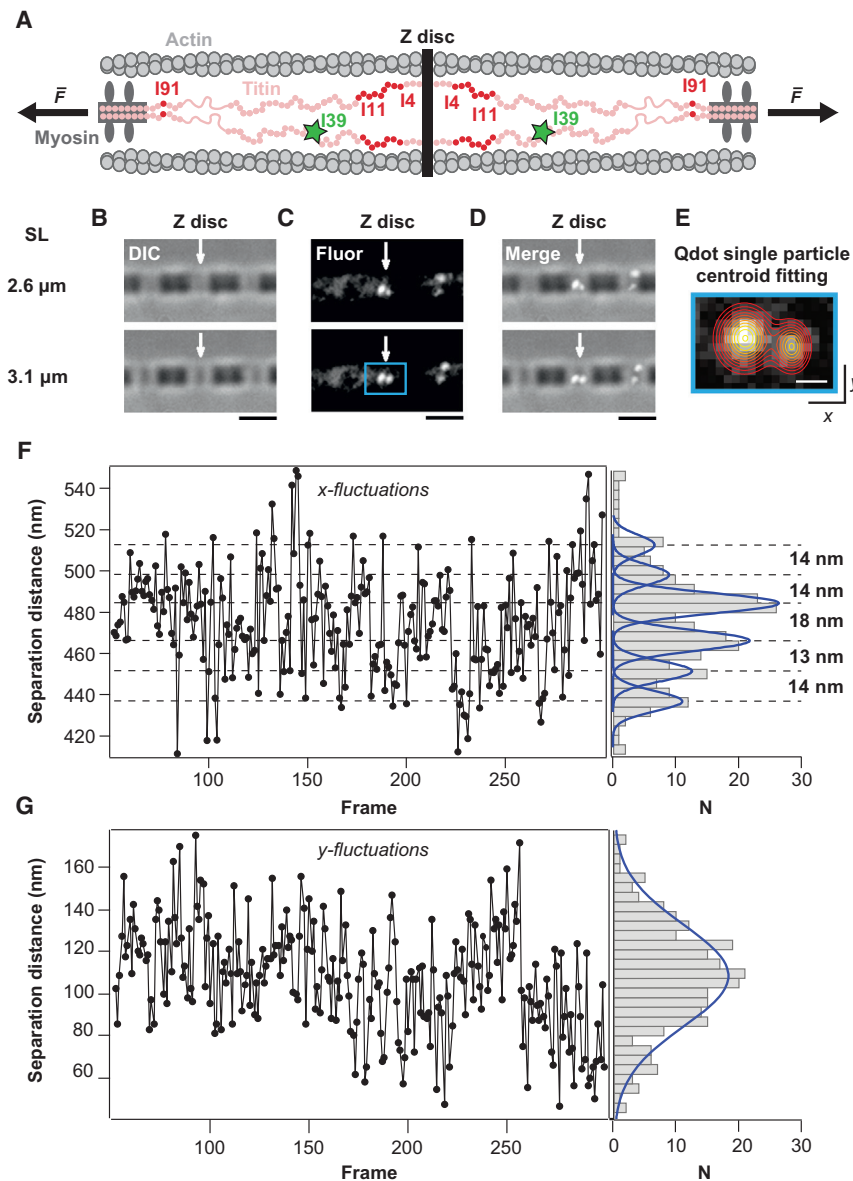 A
Z disc
Actin
I91
Titin
I11
I4
I4
I11
I91
I39
I39
F̅
F̅
Myosin
B
Z disc
C
Z disc
D
Z disc
E
SL
DIC
Fluor
Merge
Qdot single particle
centroid fitting
2.6 μm
3.1 μm
y
x
F
x-fluctuations
Separation distance (nm)
540
520
500
480
460
440
420
14 nm
14 nm
18 nm
13 nm
14 nm
100
150
200
250
Frame
0
10
20
30
N
G
y-fluctuations
Separation distance (nm)
160
140
120
100
80
60
100
150
200
250
Frame
0
10
20
30
N